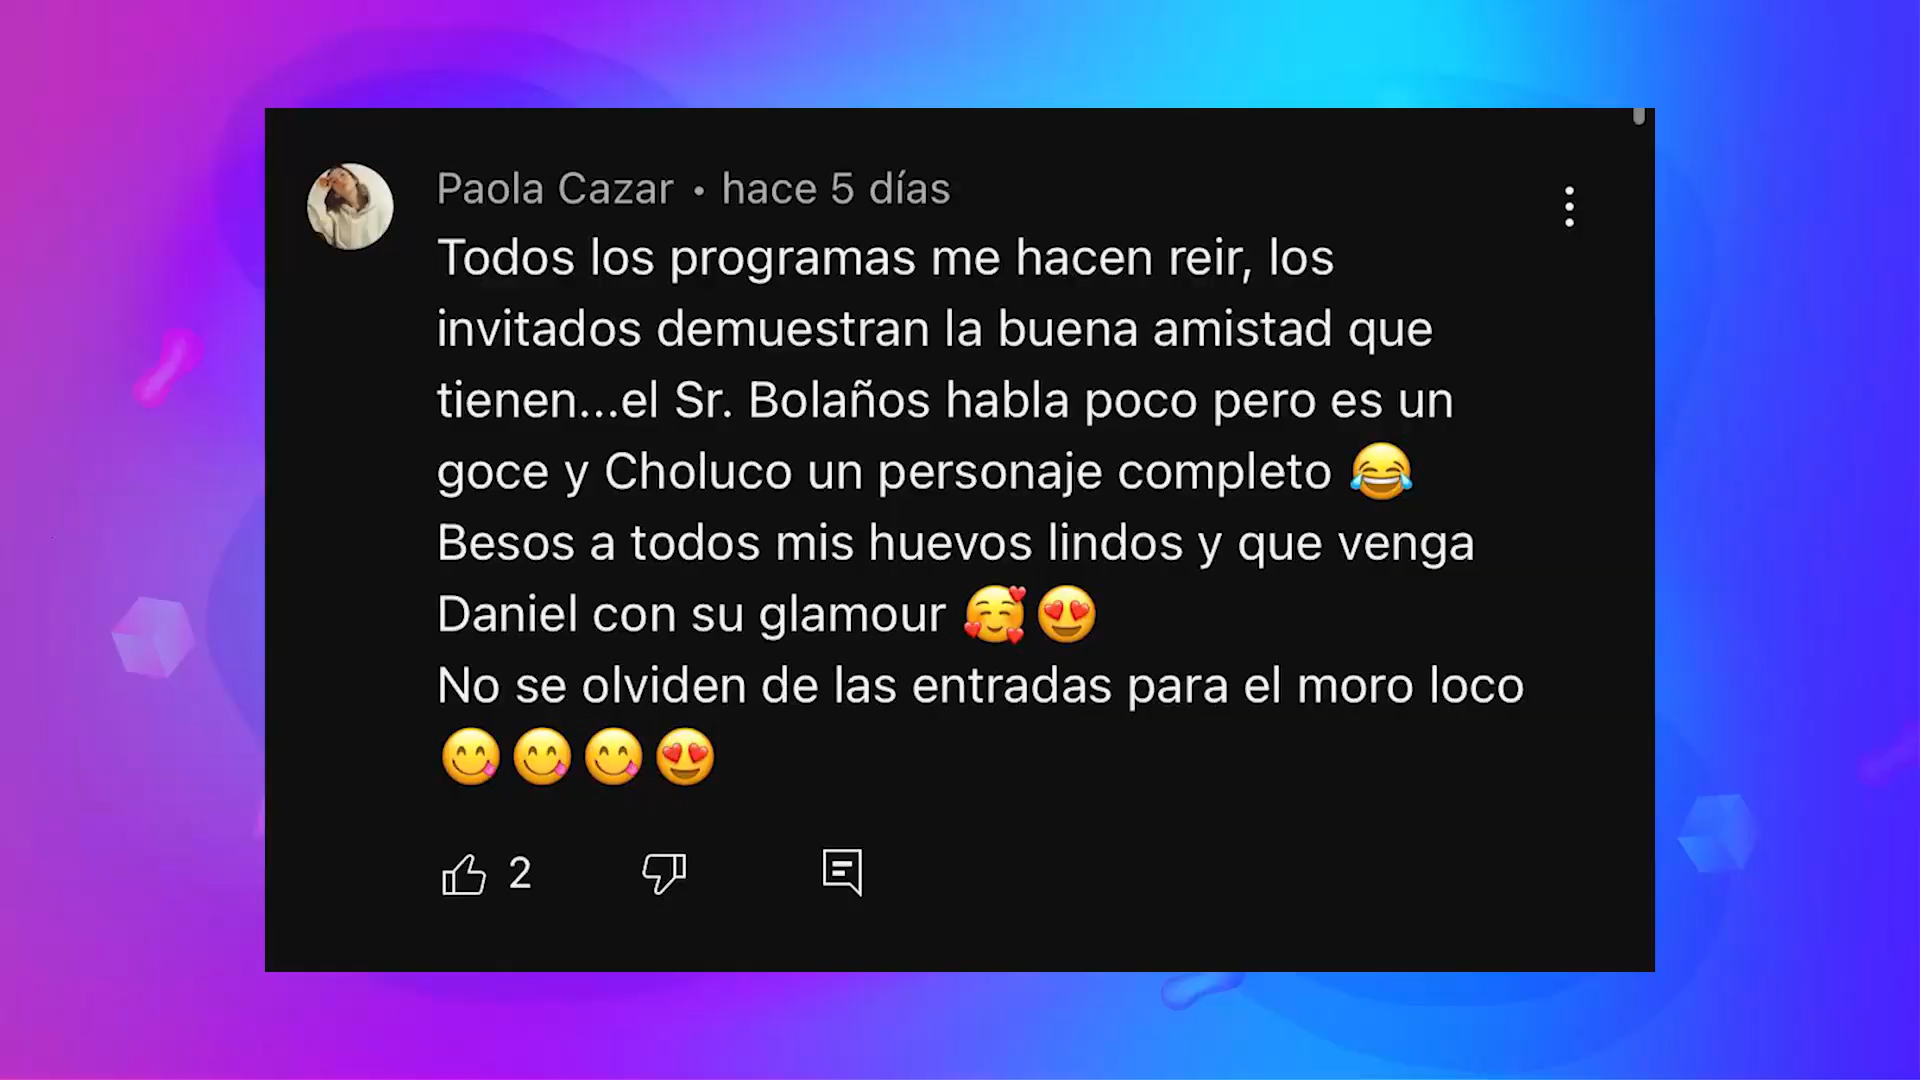 Paola Cazar • hace 5 días
Todos los programas me hacen reir, los
invitados demuestran la buena amistad que
tienen...el Sr. Bolaños habla poco pero es un
goce y Choluco un personaje completo 😂
Besos a todos mis huevos lindos y que venga
Daniel con su glamour 🥰😍
No se olviden de las entradas para el moro loco
😋😋😋😍
2